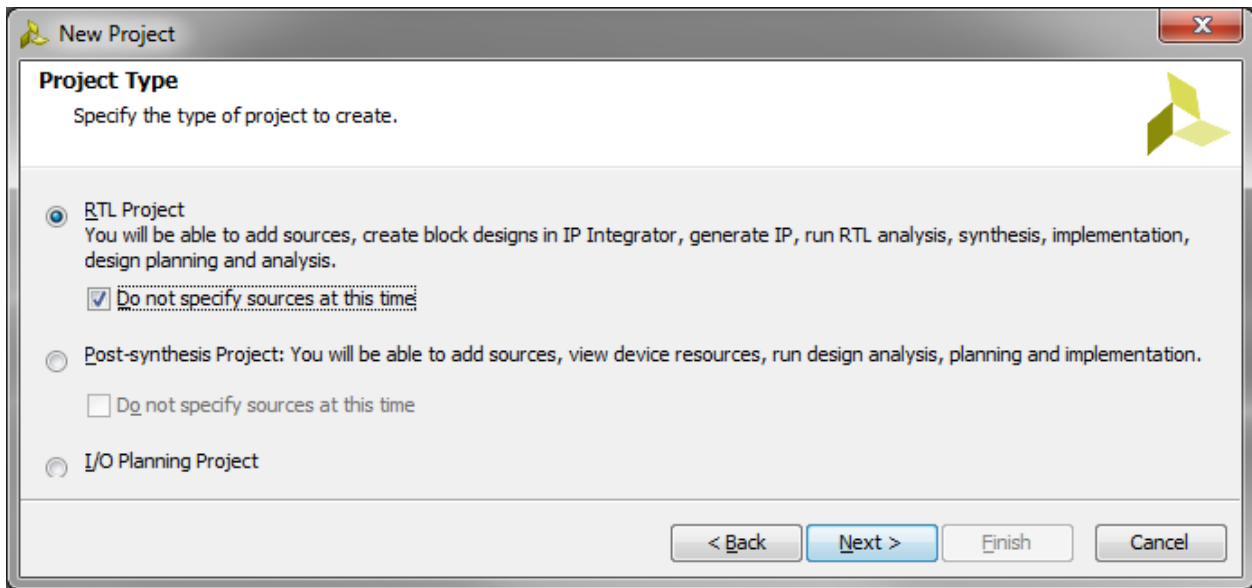 New Project
Project Type
Specify the type of project to create.
RTL Project
You will be able to add sources, create block designs in IP Integrator, generate IP, run RTL analysis, synthesis, implementation,
design planning and analysis.
Do not specify sources at this time
Post-synthesis Project: You will be able to add sources, view device resources, run design analysis, planning and implementation.
Do not specify sources at this time
I/O Planning Project
< Back Next > Finish Cancel